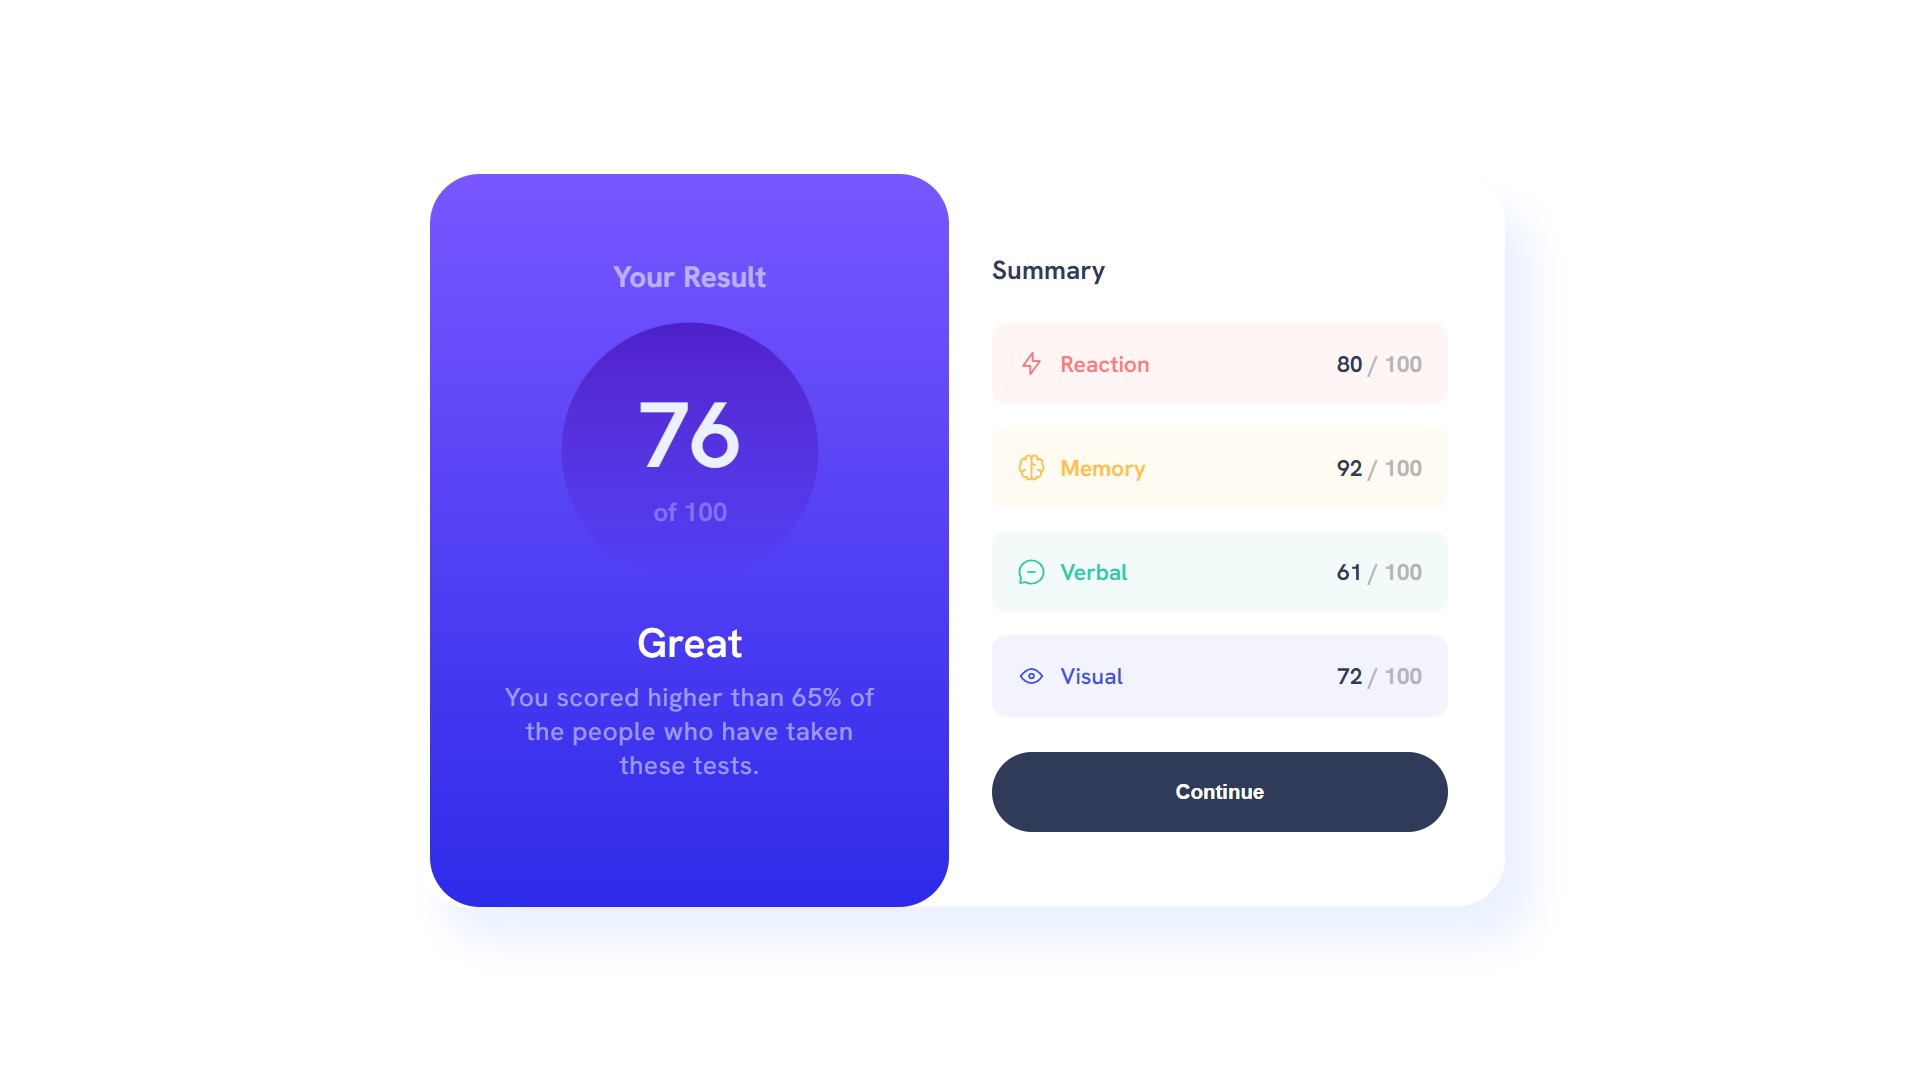 Your Result
76
of 100
Great
You scored higher than 65% of
the people who have taken
these tests.
Summary
Reaction 80 / 100
Memory 92 / 100
Verbal 61 / 100
Visual 72 / 100
Continue